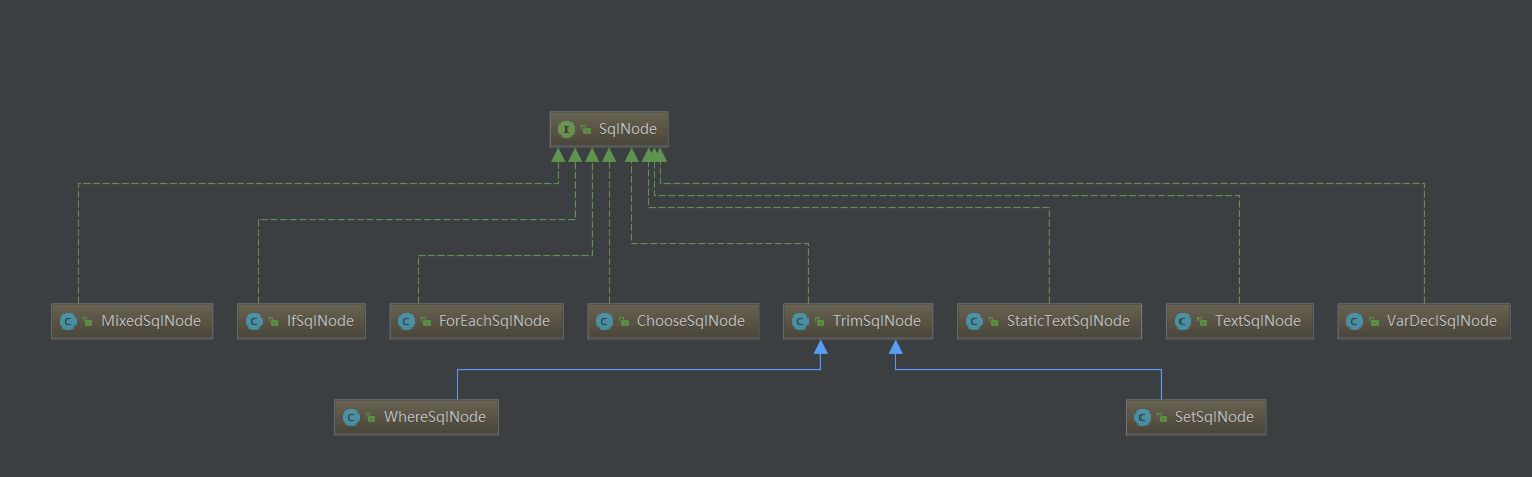 SqlNode
MixedSqlNode
IfSqlNode
ForEachSqlNode
ChooseSqlNode
TrimSqlNode
StaticTextSqlNode
TextSqlNode
VarDeclSqlNode
WhereSqlNode
SetSqlNode